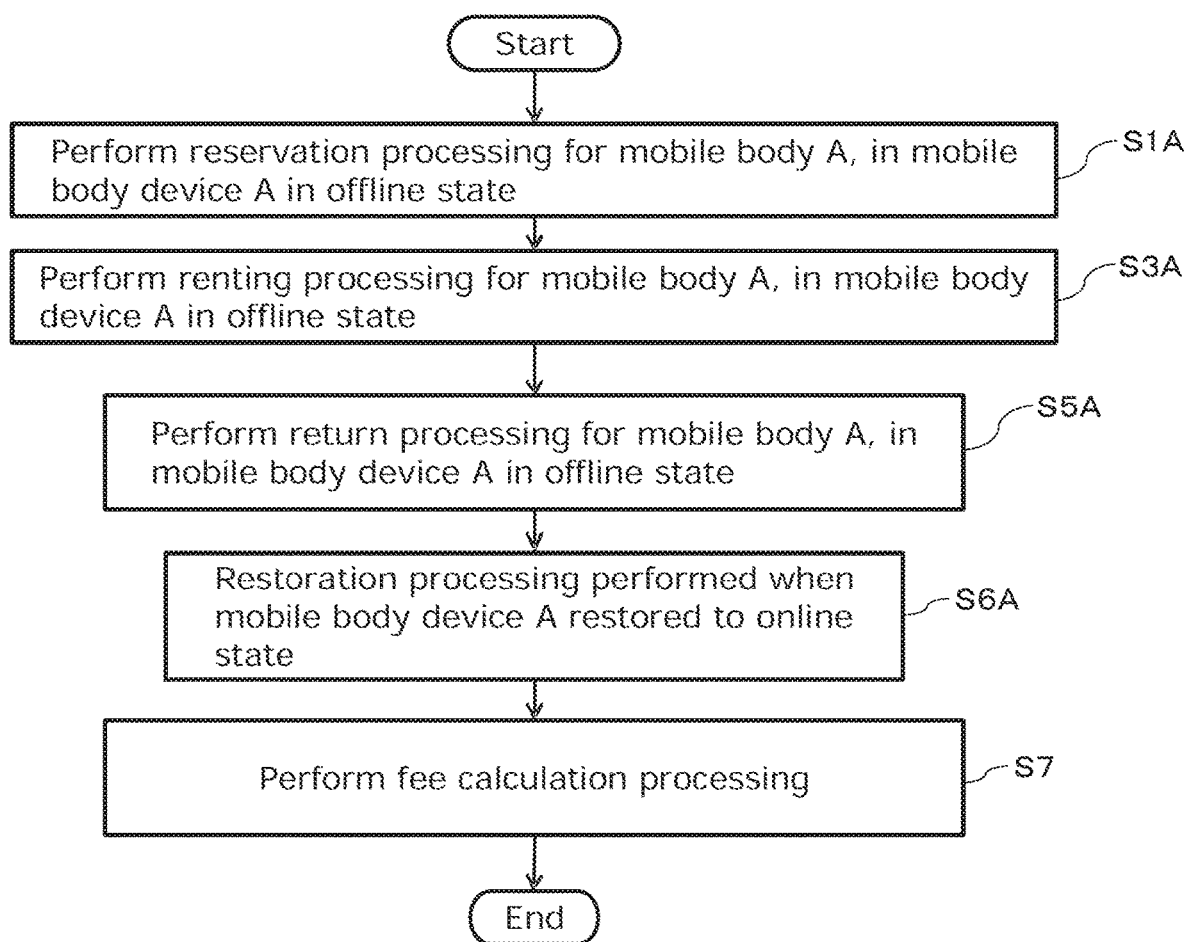 Start
Perform reservation processing for mobile body A, in mobile
body device A in offline state
S1A
Perform renting processing for mobile body A, in mobile body
device A in offline state
S3A
Perform return processing for mobile body A, in
mobile body device A in offline state
S5A
Restoration processing performed when
mobile body device A restored to online
state
S6A
Perform fee calculation processing
S7
End